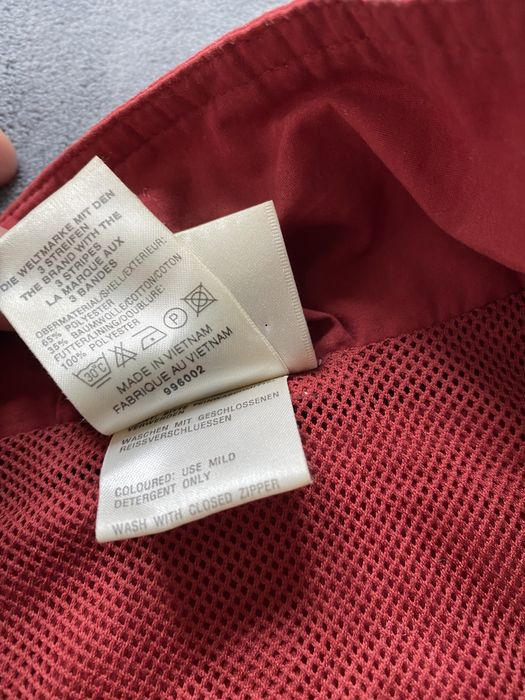 DIE WELTMARKE MIT DEN
3 STREIFEN
THE BRAND WITH THE
3 STRIPES
LA MARQUE AUX
3 BANDES
OBERMATERIAL/SHELL/EXTERIEUR:
65% POLYESTER
35% BAUMWOLLE/COTTON/COTON
FUTTER/LINING/DOUBLURE:
100% POLYESTER
30°C P
MADE IN VIETNAM
FABRIQUE AU VIETNAM
996002
VERWENDEN
WASCHEN MIT GESCHLOSSENEN
REISSVERSCHLUESSEN
COLOURED: USE MILD
DETERGENT ONLY
WASH WITH CLOSED ZIPPER